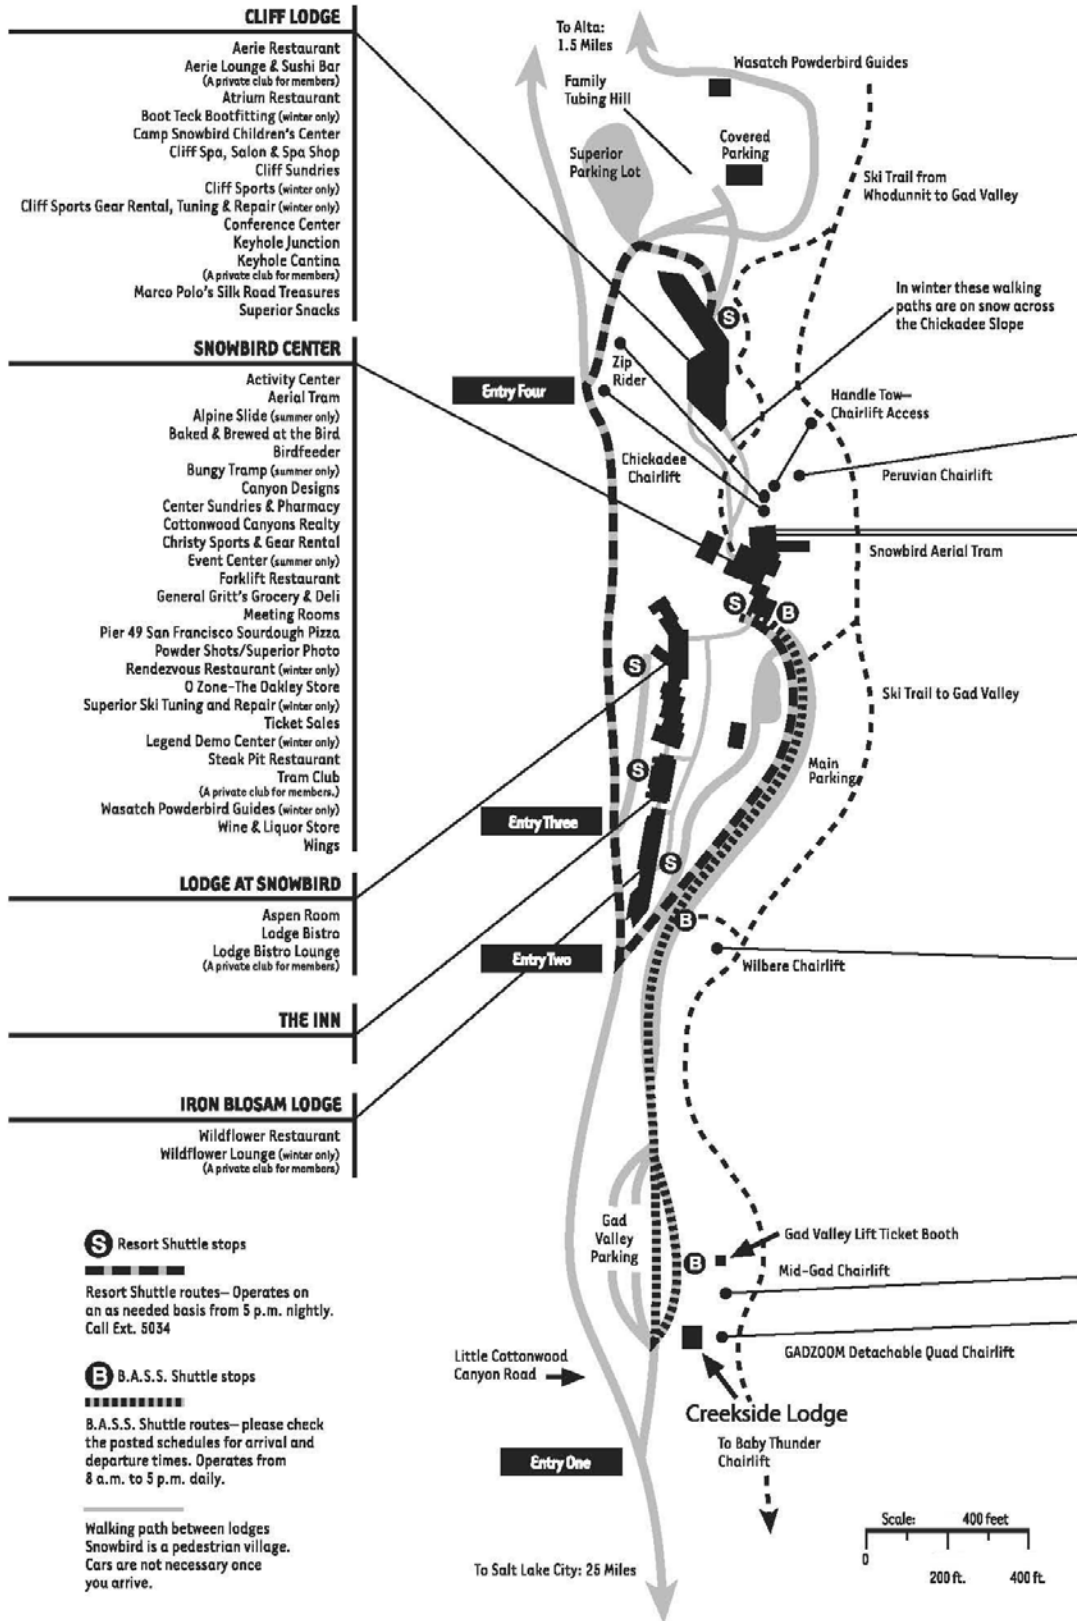 CLIFF LODGE
Aerie Restaurant
Aerie Lounge & Sushi Bar
(A private club for members)
Atrium Restaurant
Boot Teck Bootfitting (winter only)
Camp Snowbird Children's Center
Cliff Spa, Salon & Spa Shop
Cliff Sundries
Cliff Sports (winter only)
Cliff Sports Gear Rental, Tuning & Repair (winter only)
Conference Center
Keyhole Junction
Keyhole Cantina
(A private club for members)
Marco Polo's Silk Road Treasures
Superior Snacks
SNOWBIRD CENTER
Activity Center
Aerial Tram
Alpine Slide (summer only)
Baked & Brewed at the Bird
Birdfeeder
Bungy Tramp (summer only)
Canyon Designs
Center Sundries & Pharmacy
Cottonwood Canyons Realty
Christy Sports & Gear Rental
Event Center (summer only)
Forklift Restaurant
General Gritt's Grocery & Deli
Meeting Rooms
Pier 49 San Francisco Sourdough Pizza
Powder Shots/Superior Photo
Rendezvous Restaurant (winter only)
O Zone-The Oakley Store
Superior Ski Tuning and Repair (winter only)
Ticket Sales
Legend Demo Center (winter only)
Steak Pit Restaurant
Tram Club
(A private club for members.)
Wasatch Powderbird Guides (winter only)
Wine & Liquor Store
Wings
LODGE AT SNOWBIRD
Aspen Room
Lodge Bistro
Lodge Bistro Lounge
(A private club for members)
THE INN
IRON BLOSAM LODGE
Wildflower Restaurant
Wildflower Lounge (winter only)
(A private club for members)
S Resort Shuttle stops
Resort Shuttle routes– Operates on
an as needed basis from 5 p.m. nightly.
Call Ext. 5034
B B.A.S.S. Shuttle stops
B.A.S.S. Shuttle routes– please check
the posted schedules for arrival and
departure times. Operates from
8 a.m. to 5 p.m. daily.
Walking path between lodges
Snowbird is a pedestrian village.
Cars are not necessary once
you arrive.
To Alta:
1.5 Miles
Wasatch Powderbird Guides
Family
Tubing Hill
Covered
Parking
Superior
Parking Lot
Ski Trail from
Whodunnit to Gad Valley
In winter these walking
paths are on snow across
the Chickadee Slope
S
Zip
Rider
Entry Four
Handle Tow–
Chairlift Access
Chickadee
Chairlift
Peruvian Chairlift
Snowbird Aerial Tram
S
B
S
Ski Trail to Gad Valley
S
Main
Parking
Entry Three
S
B
Entry Two
Wilbere Chairlift
Gad
Valley
Parking
Gad Valley Lift Ticket Booth
B
Mid-Gad Chairlift
GADZOOM Detachable Quad Chairlift
Little Cottonwood
Canyon Road
Creekside Lodge
To Baby Thunder
Chairlift
Entry One
To Salt Lake City: 25 Miles
Scale: 400 feet
0
200 ft. 400 ft.